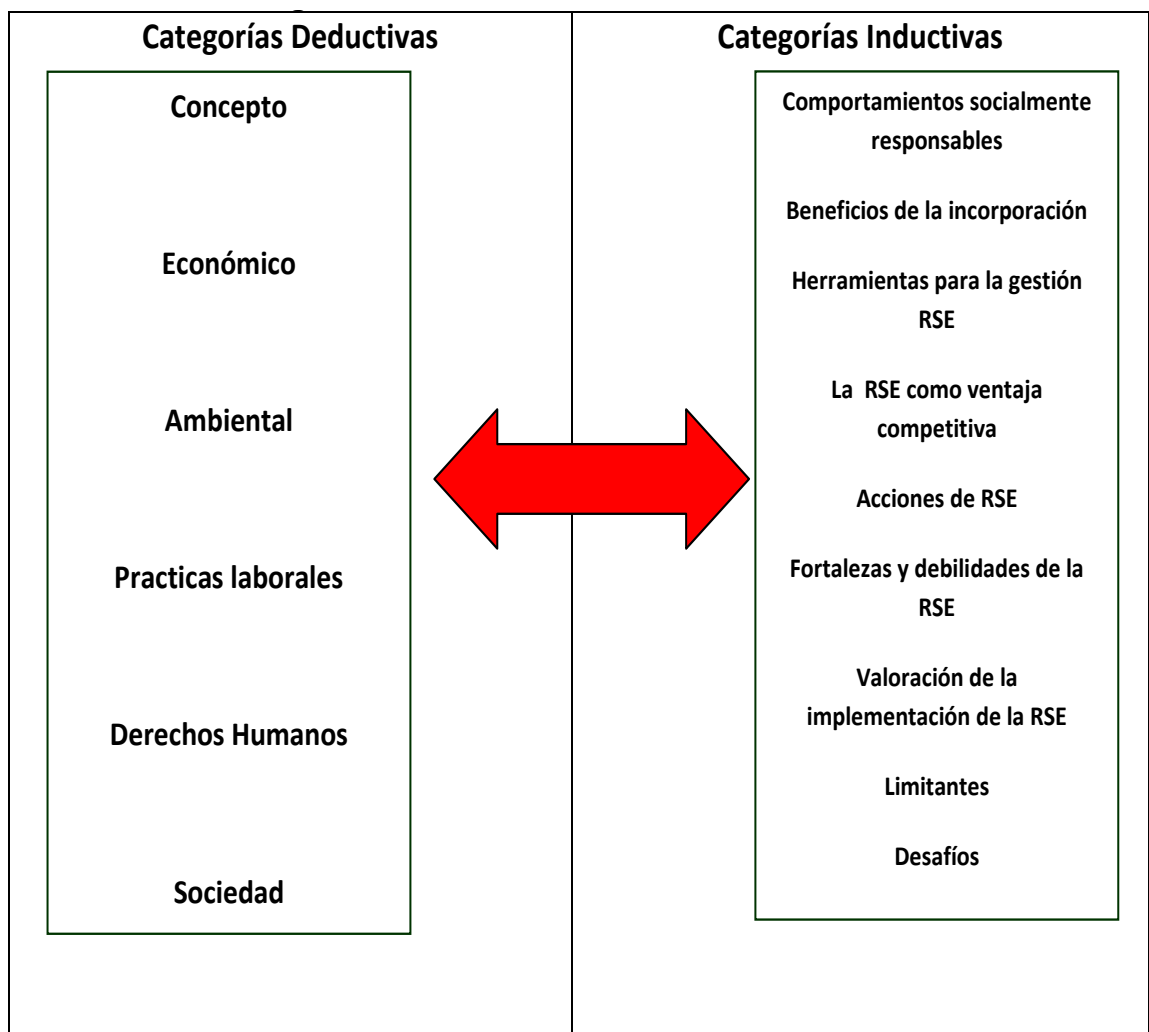 Categorías Deductivas
Concepto
Económico
Ambiental
Practicas laborales
Derechos Humanos
Sociedad
Categorías Inductivas
Comportamientos socialmente
responsables
Beneficios de la incorporación
Herramientas para la gestión
RSE
La RSE como ventaja
competitiva
Acciones de RSE
Fortalezas y debilidades de la
RSE
Valoración de la
implementación de la RSE
Limitantes
Desafíos